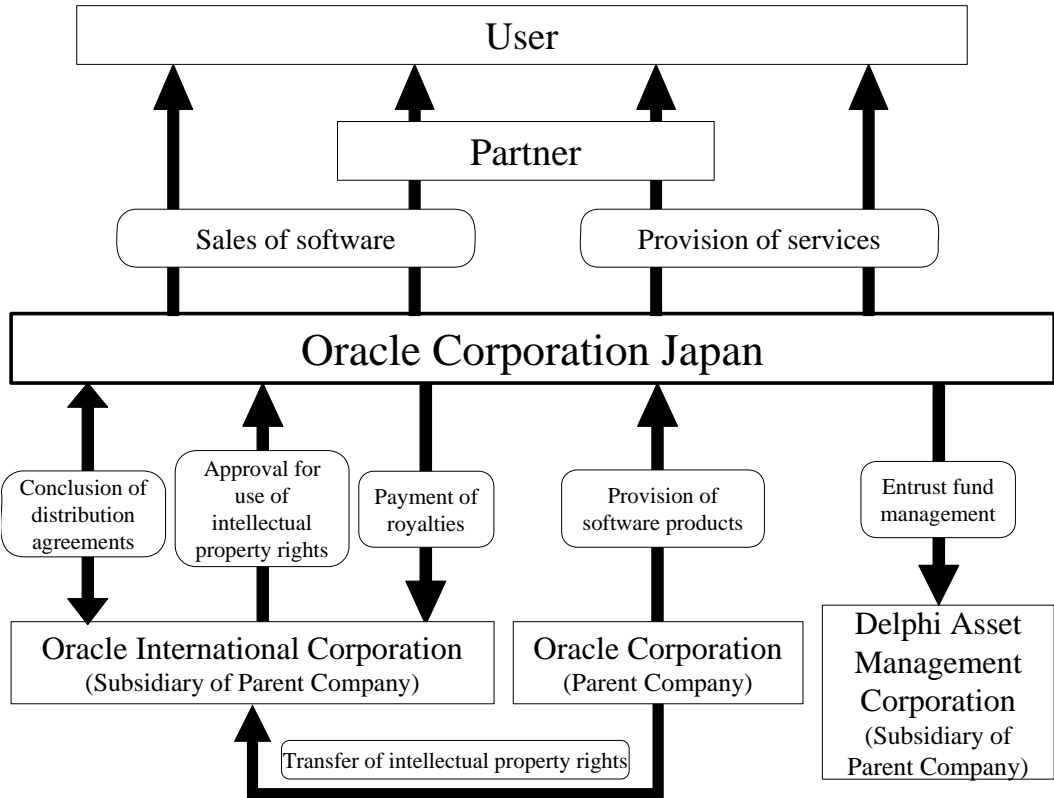 User
Partner
Sales of software
Provision of services
Oracle Corporation Japan
Conclusion of
distribution
agreements
Approval for
use of
intellectual
property rights
Payment of
royalties
Provision of
software products
Entrust fund
management
Oracle International Corporation
(Subsidiary of Parent Company)
Oracle Corporation
(Parent Company)
Delphi Asset
Management
Corporation
(Subsidiary of
Parent Company)
Transfer of intellectual property rights